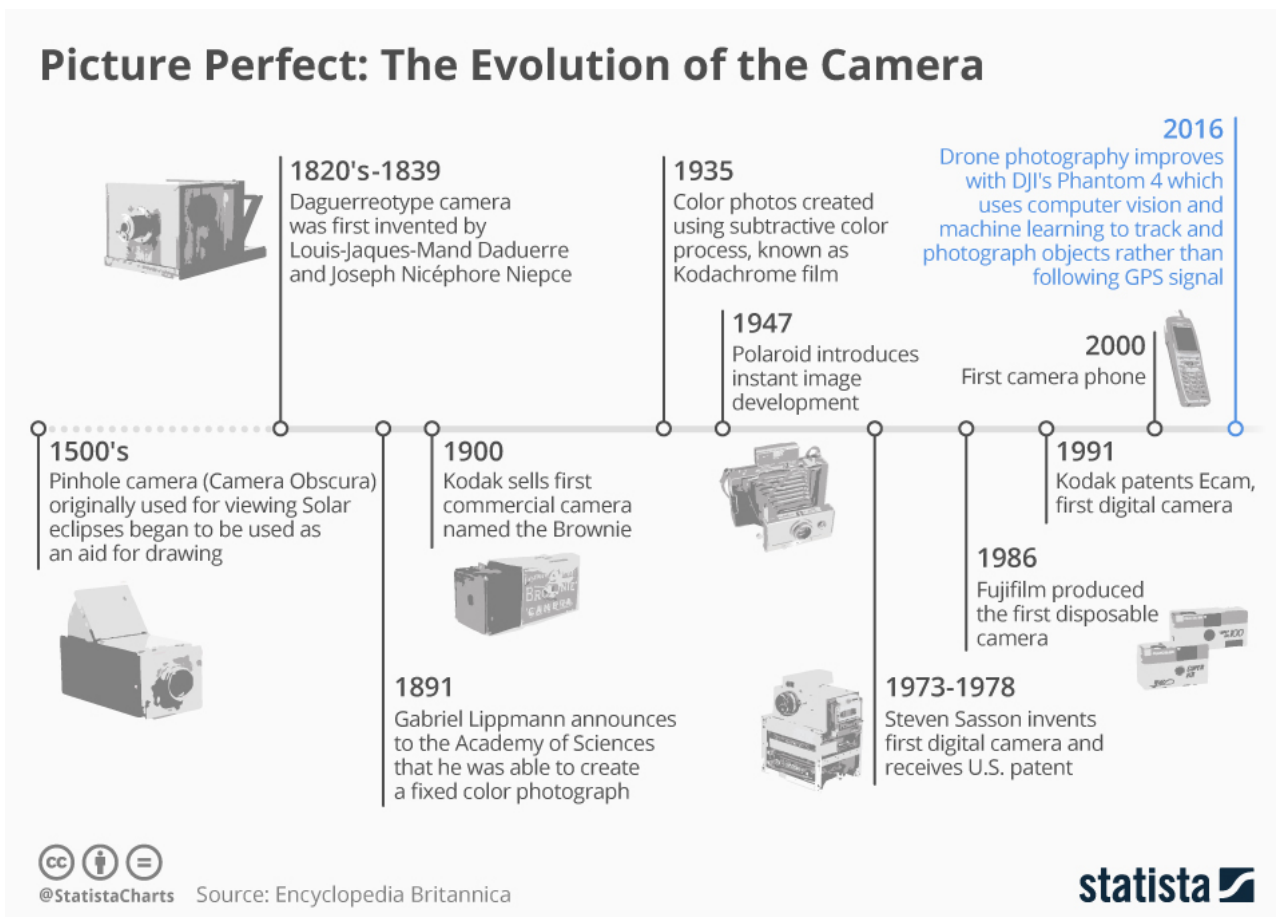 Picture Perfect: The Evolution of the Camera
1500's
Pinhole camera (Camera Obscura)
originally used for viewing Solar
eclipses began to be used as
an aid for drawing
1820's-1839
Daguerreotype camera
was first invented by
Louis-Jaques-Mand Daduerre
and Joseph Nicéphore Niepce
1891
Gabriel Lippmann announces
to the Academy of Sciences
that he was able to create
a fixed color photograph
1900
Kodak sells first
commercial camera
named the Brownie
BROWNIE
CAMERA
1935
Color photos created
using subtractive color
process, known as
Kodachrome film
1947
Polaroid introduces
instant image
development
1973-1978
Steven Sasson invents
first digital camera and
receives U.S. patent
1986
Fujifilm produced
the first disposable
camera
1991
Kodak patents Ecam,
first digital camera
2000
First camera phone
2016
Drone photography improves
with DJI's Phantom 4 which
uses computer vision and
machine learning to track and
photograph objects rather than
following GPS signal
cc
@StatistaCharts Source: Encyclopedia Britannica
statista